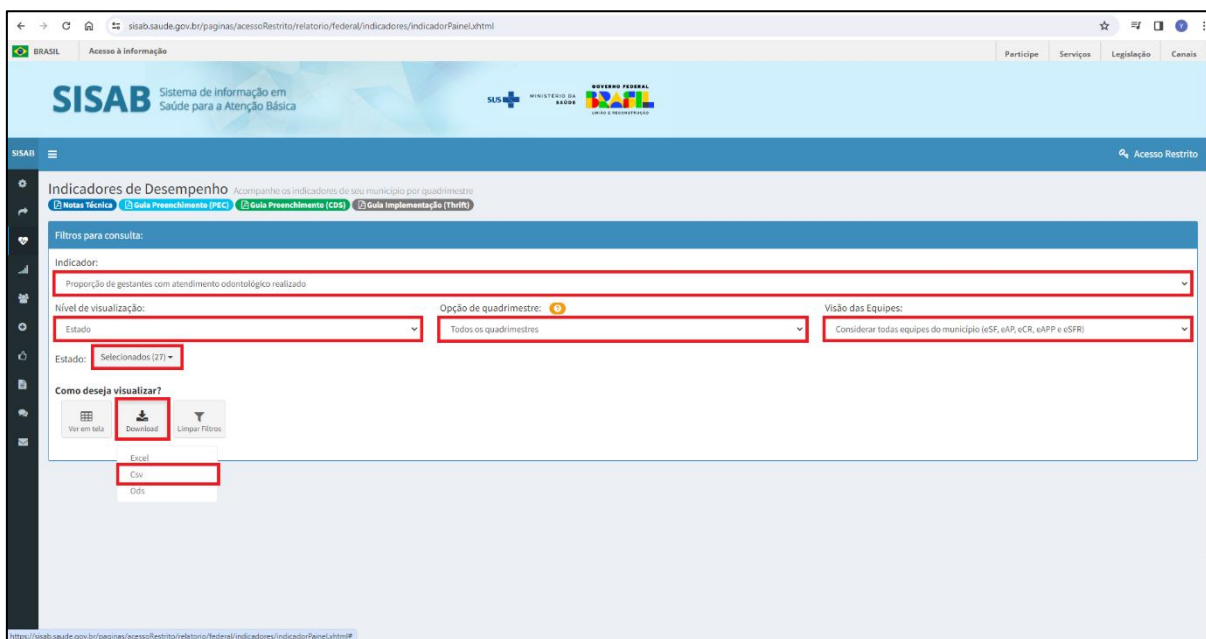 sisab.saude.gov.br/paginas/acessoRestrito/relatorio/federal/indicadores/indicadorPainel.xhtml
BRASIL Acesso à informação Participe Serviços Legislação Canais
SISAB Sistema de informação em
Saúde para a Atenção Básica
SUS MINISTÉRIO DA
SAÚDE
GOVERNO FEDERAL
BRASIL
UNIÃO E RECONSTRUÇÃO
SISAB Acesso Restrito
Indicadores de Desempenho Acompanhe os indicadores de seu município por quadrimestre
Notas Técnica Guia Preenchimento (PEC) Guia Preenchimento (CDS) Guia Implementação (Thrift)
Filtros para consulta:
Indicador:
Proporção de gestantes com atendimento odontológico realizado
Nível de visualização: Opção de quadrimestre: Visão das Equipes:
Estado Todos os quadrimestres Considerar todas equipes do município (eSF, eAP, eCR, eAPP e eSFR)
Estado: Selecionados (27)
Como deseja visualizar?
Ver em tela Download Limpar Filtros
Excel
Csv
Ods
https://sisab.saude.gov.br/paginas/acessoRestrito/relatorio/federal/indicadores/indicadorPainel.xhtml#